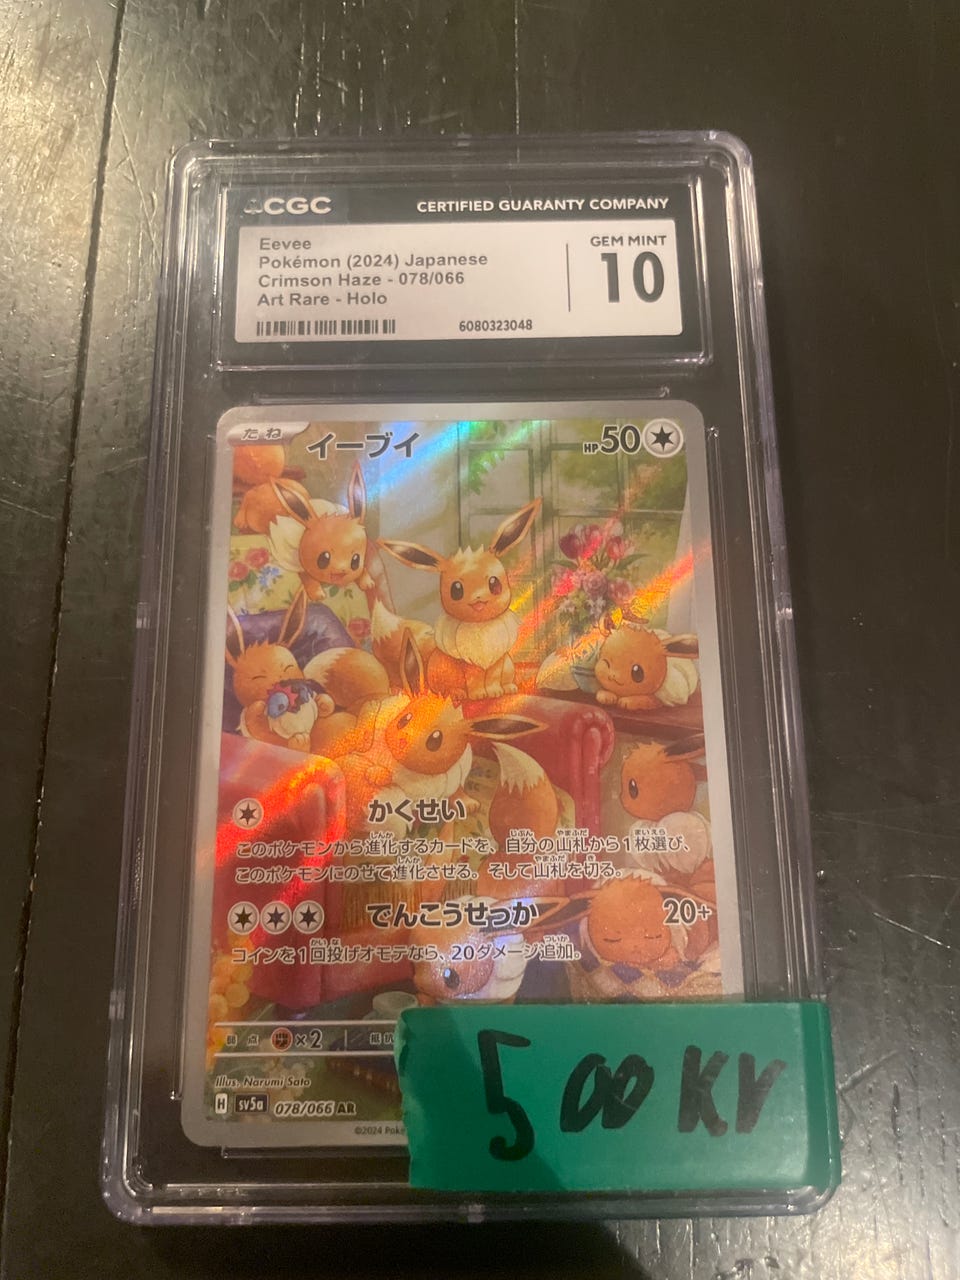 CGC
CERTIFIED GUARANTY COMPANY
Eevee
Pokémon (2024) Japanese
Crimson Haze - 078/066
Art Rare - Holo
GEM MINT
10
6080323048
たね
イーブイ
HP50
かくせい
このポケモンから進化するカードを、自分の山札から1枚選び、
このポケモンにのせて進化させる。そして山札を切る。
でんこうせっか 20+
コインを1回投げオモテなら、20ダメージ追加。
弱点 ×2 抵抗
Illus. Narumi Sato
H sv5a 078/066 AR
©2024 Poké
500 KR